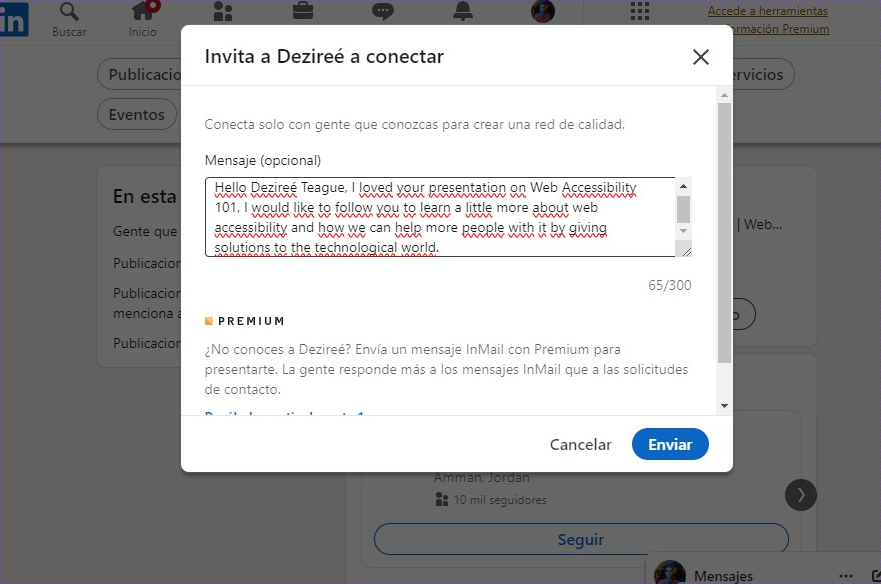 in
Buscar
Inicio
Accede a herramientas
formación Premium
Publicacio
ervicios
Eventos
Invita a Dezireé a conectar
Conecta solo con gente que conozcas para crear una red de calidad.
Mensaje (opcional)
Hello Dezireé Teague, I loved your presentation on Web Accessibility
101, I would like to follow you to learn a little more about web
accessibility and how we can help more people with it by giving
solutions to the technological world.
65/300
PREMIUM
¿No conoces a Dezireé? Envía un mensaje InMail con Premium para
presentarte. La gente responde más a los mensajes InMail que a las solicitudes
de contacto.
Cancelar
Enviar
En esta
Gente que
Publicacion
Publicacion
menciona a
Publicacion
| Web...
o
Amman, Jordan
10 mil seguidores
Seguir
Mensajes